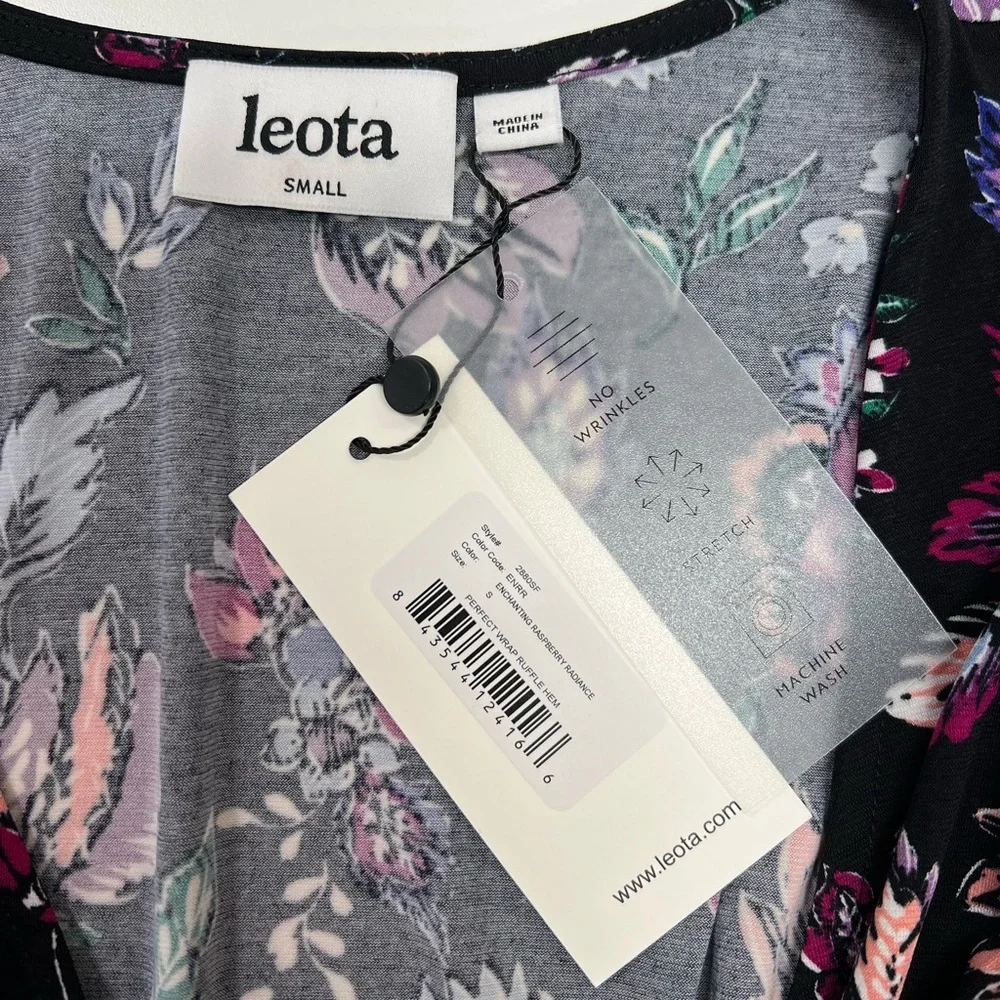 leota
SMALL
MADE IN
CHINA
NO
WRINKLES
STRETCH
MACHINE
WASH
Style# 2880SF
Color Code: ENRR
Color: ENCHANTING RASPBERRY RADIANCE
Size: S
PERFECT WRAP RUFFLE HEM
8 43544 12416 6
www.leota.com